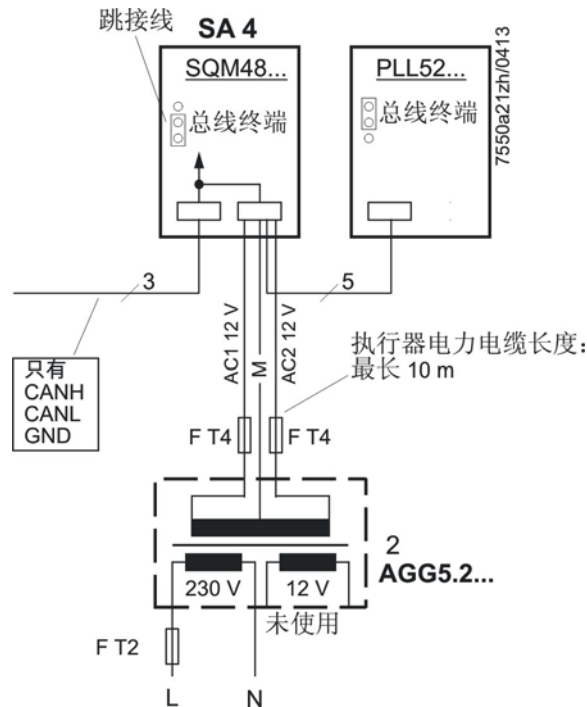 跳接线
SA 4
SQM48...
PLL52...
总线终端
总线终端
7550a21zh/0413
3
5
AC1 12 V
M
AC2 12 V
只有
CANH
CANL
GND
执行器电力电缆长度:
最长 10 m
F T4
F T4
2
AGG5.2...
230 V
12 V
未使用
F T2
L
N